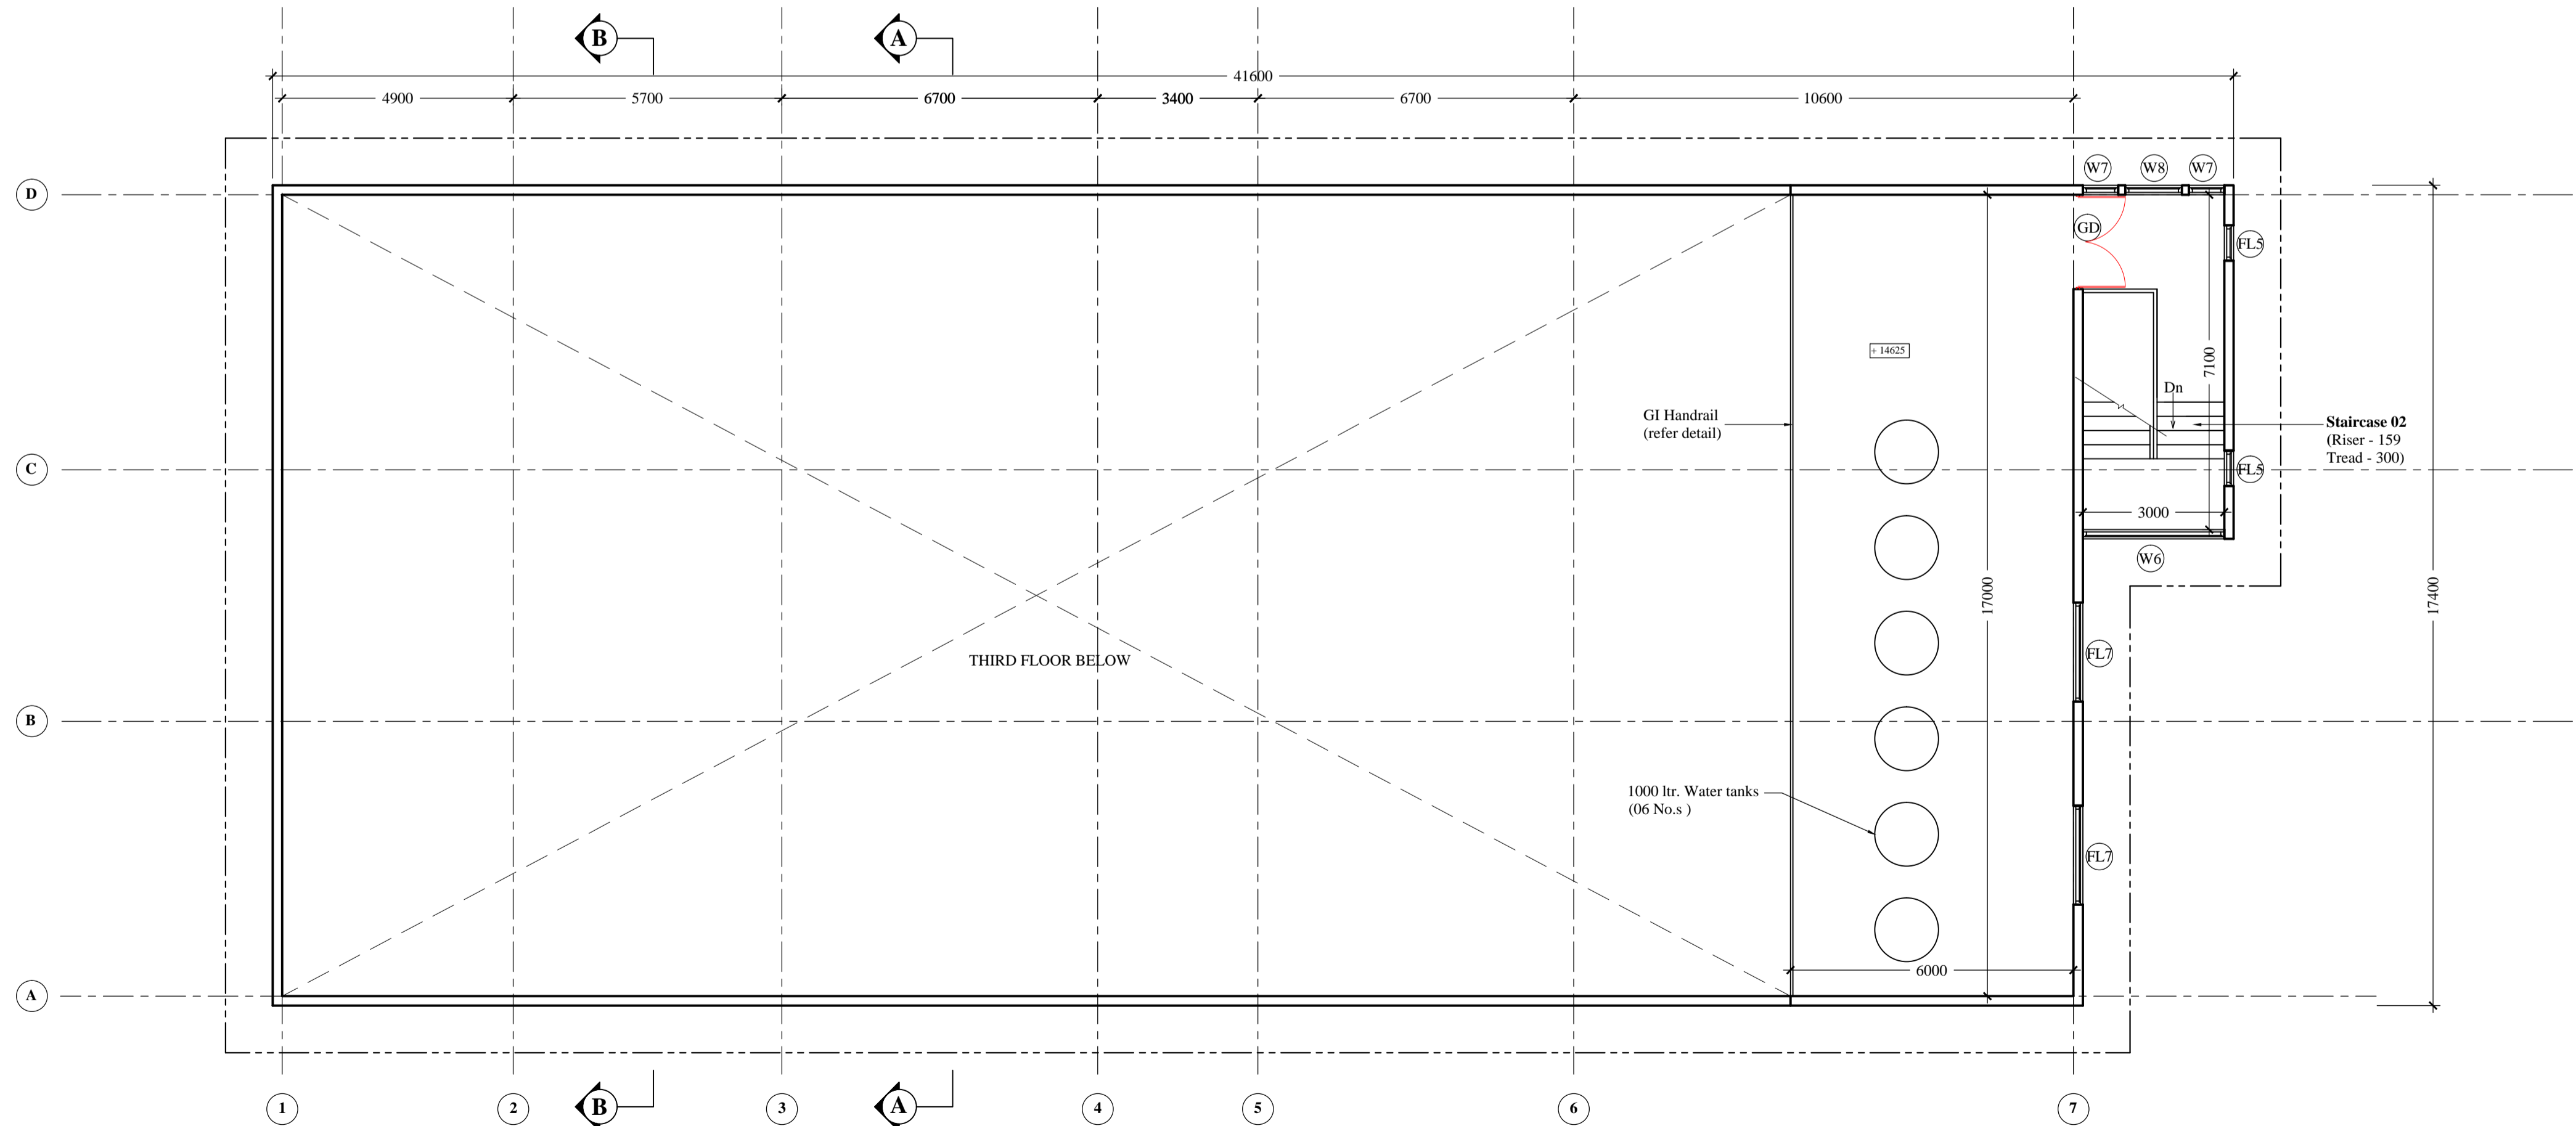 B
A
41600
4900
5700
6700
3400
6700
10600
W7
W8
W7
D
GD
FL5
+ 14625
7100
Dn
GI Handrail
(refer detail)
Staircase 02
(Riser - 159
Tread - 300)
C
FL5
3000
W6
17000
17400
FL7
THIRD FLOOR BELOW
B
1000 ltr. Water tanks
(06 No.s )
FL7
6000
A
1
2
B
3
A
4
5
6
7